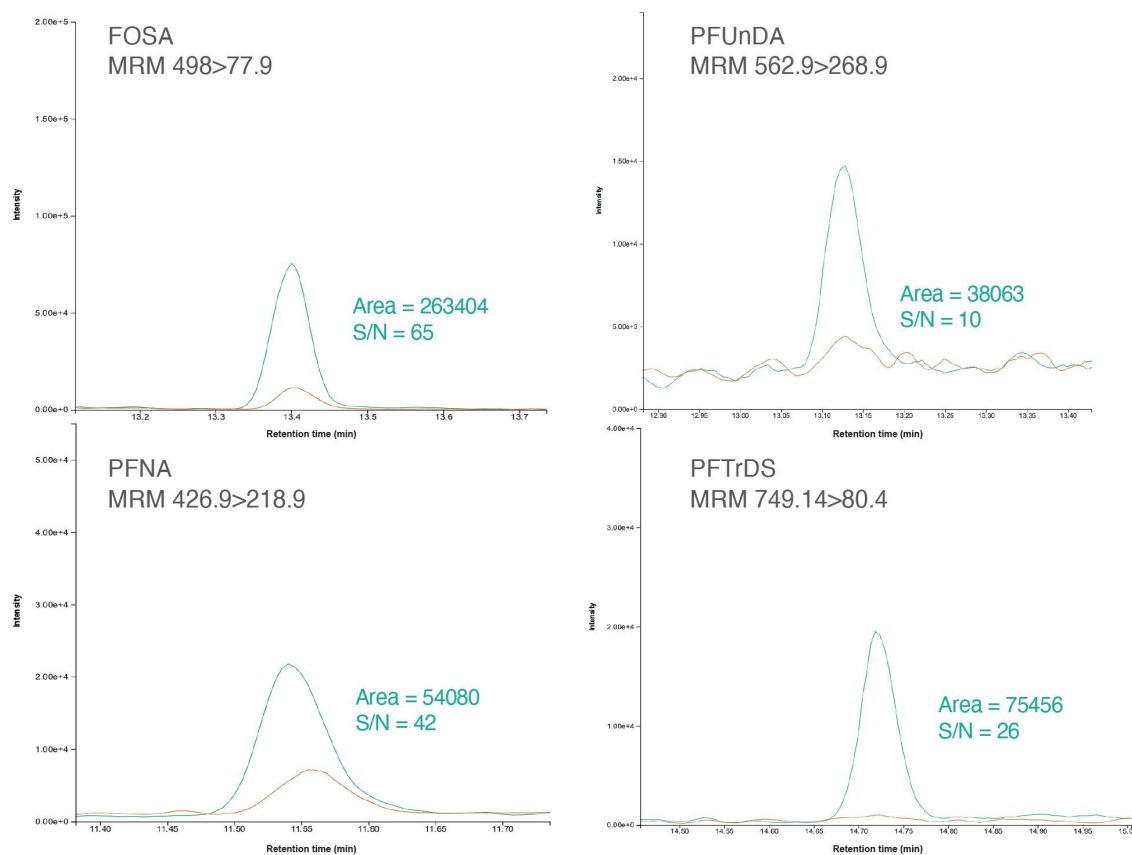 FOSA
MRM 498>77.9
2.00e+5
1.50e+5
1.00e+5
5.00e+4
0.00e+0
Intensity
Area = 263404
S/N = 65
13.2
13.3
13.4
13.5
13.6
13.7
Retention time (min)
PFUnDA
MRM 562.9>268.9
2.00e+4
1.50e+4
1.00e+4
5.00e+3
0.00e+0
Intensity
Area = 38063
S/N = 10
12.90
12.95
13.00
13.05
13.10
13.15
13.20
13.25
13.30
13.35
13.40
Retention time (min)
PFNA
MRM 426.9>218.9
5.00e+4
4.00e+4
3.00e+4
2.00e+4
1.00e+4
0.00e+0
Intensity
Area = 54080
S/N = 42
11.40
11.45
11.50
11.55
11.60
11.65
11.70
Retention time (min)
PFTrDS
MRM 749.14>80.4
4.00e+4
3.00e+4
2.00e+4
1.00e+4
0.00e+0
Intensity
Area = 75456
S/N = 26
14.50
14.55
14.60
14.65
14.70
14.75
14.80
14.85
14.90
14.95
Retention time (min)